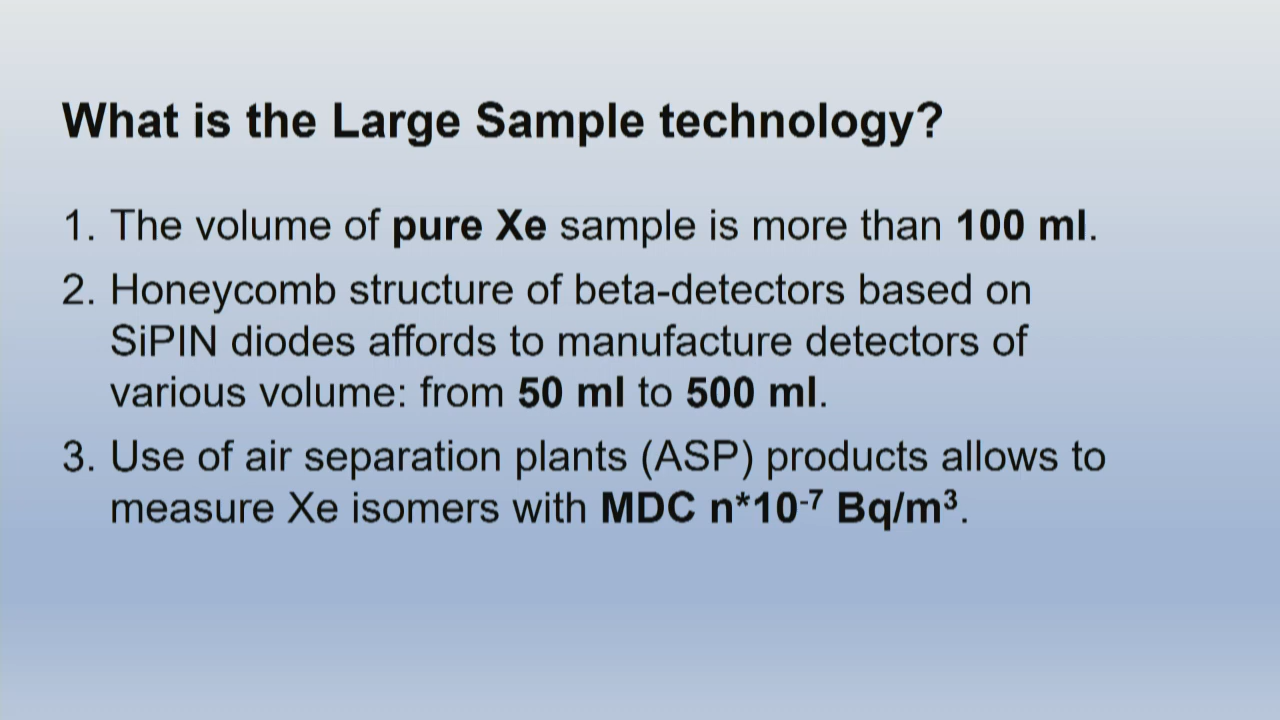 What is the Large Sample technology?
1. The volume of pure Xe sample is more than 100 ml.
2. Honeycomb structure of beta-detectors based on
SiPIN diodes affords to manufacture detectors of
various volume: from 50 ml to 500 ml.
3. Use of air separation plants (ASP) products allows to
measure Xe isomers with MDC n*10⁻⁷ Bq/m³.